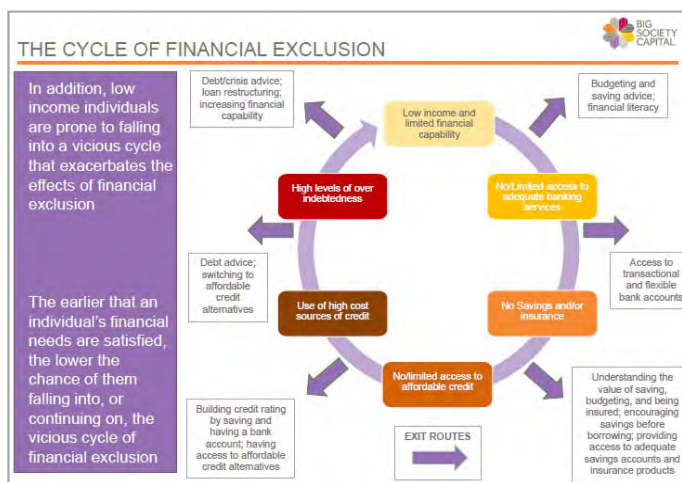 BIG
SOCIETY
CAPITAL
THE CYCLE OF FINANCIAL EXCLUSION
In addition, low
income individuals
are prone to falling
into a vicious cycle
that exacerbates the
effects of financial
exclusion
The earlier that an
individual's financial
needs are satisfied,
the lower the
chance of them
falling into, or
continuing on, the
vicious cycle of
financial exclusion
Debt/crisis advice;
loan restructuring;
increasing financial
capability
Low income and
limited financial
capability
Budgeting and
saving advice;
financial literacy
High levels of over
indebtedness
No/Limited access to
adequate banking
services
Debt advice;
switching to
affordable
credit
alternatives
Use of high cost
sources of credit
No Savings and/or
insurance
Access to
transactional
and flexible
bank accounts
No/limited access to
affordable credit
Building credit rating
by saving and
having a bank
account; having
access to affordable
credit alternatives
EXIT ROUTES
Understanding the
value of saving,
budgeting, and being
insured; encouraging
savings before
borrowing; providing
access to adequate
savings accounts and
insurance products